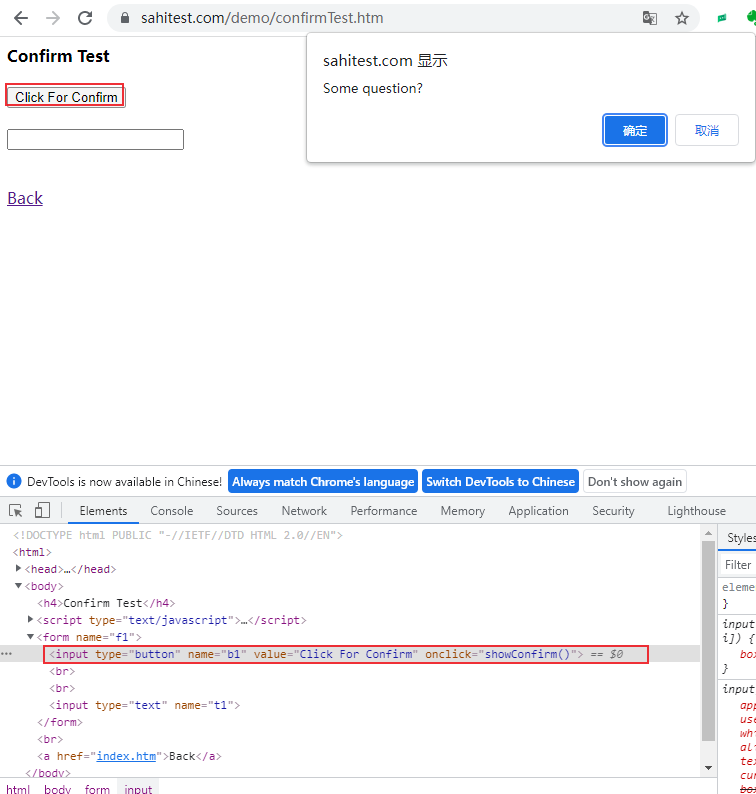 sahitest.com/demo/confirmTest.htm
Confirm Test
sahitest.com 显示
Some question?
Click For Confirm
确定
取消
Back
DevTools is now available in Chinese!
Always match Chrome's language
Switch DevTools to Chinese
Don't show again
Elements
Console
Sources
Network
Performance
Memory
Application
Security
Lighthouse
<!DOCTYPE html PUBLIC "-//IETF//DTD HTML 2.0//EN">
<html>
<head>…</head>
<body>
<h4>Confirm Test</h4>
<script type="text/javascript">…</script>
<form name="f1">
<input type="button" name="b1" value="Click For Confirm" onclick="showConfirm()"> == $0
<br>
<br>
<input type="text" name="t1">
</form>
<br>
<a href="index.htm">Back</a>
</body>
html body form input
Styles
Filter
eleme
}
input
i]) {
box
}
input
app
use
whi
ali
tex
cur